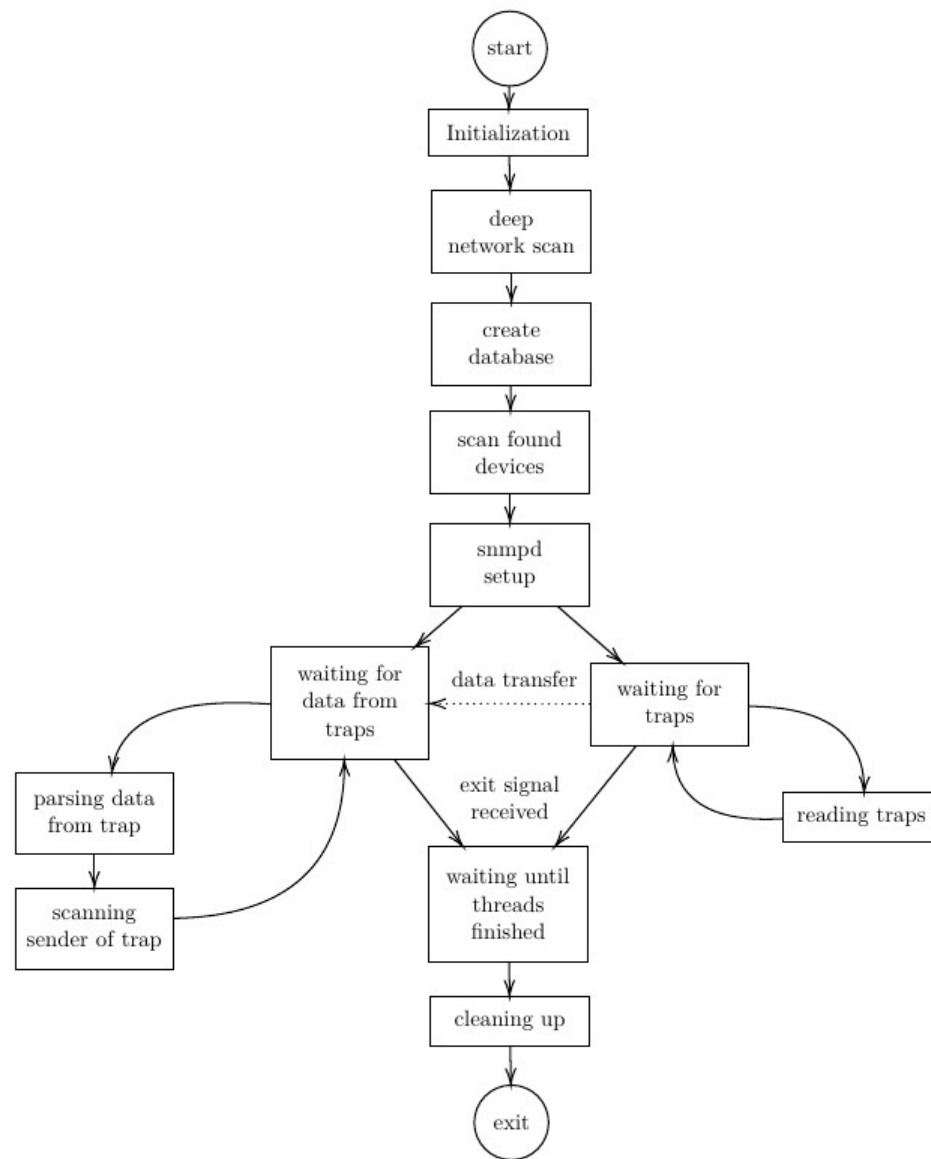 start
Initialization
deep
network scan
create
database
scan found
devices
snmpd
setup
waiting for
data from
traps
data transfer
waiting for
traps
parsing data
from trap
exit signal
received
reading traps
scanning
sender of trap
waiting until
threads
finished
cleaning up
exit